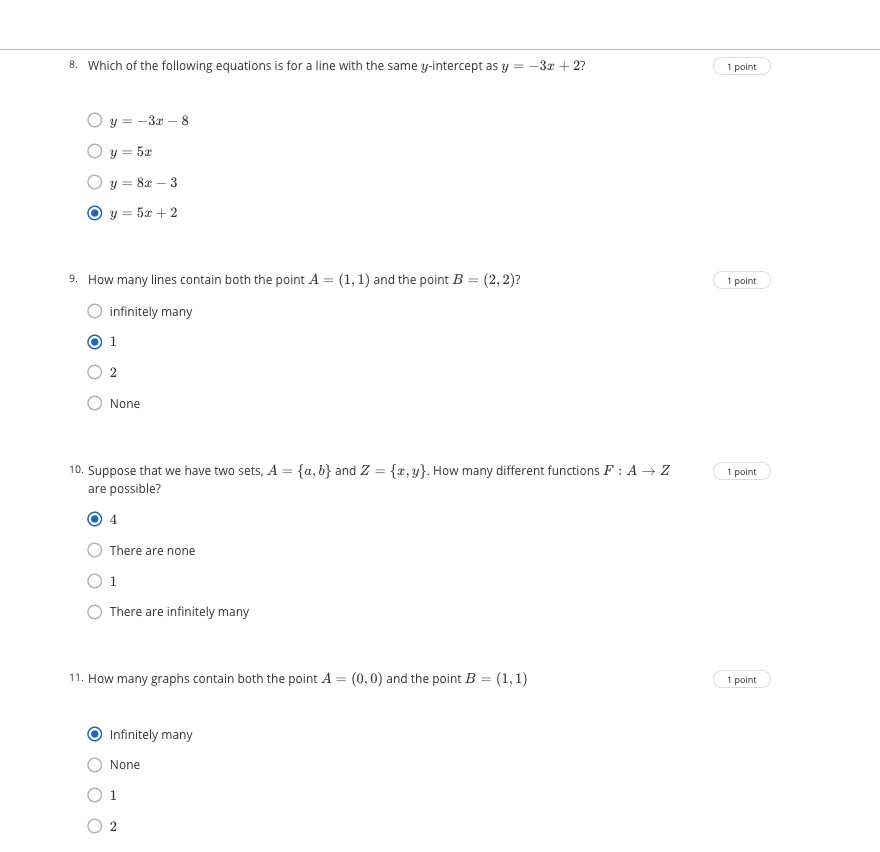 8. Which of the following equations is for a line with the same y-intercept as y = −3x + 2? 1 point
y = −3x − 8
y = 5x
y = 8x − 3
y = 5x + 2
9. How many lines contain both the point A = (1, 1) and the point B = (2, 2)? 1 point
infinitely many
1
2
None
10. Suppose that we have two sets, A = {a, b} and Z = {x, y}. How many different functions F : A → Z 1 point
are possible?
4
There are none
1
There are infinitely many
11. How many graphs contain both the point A = (0, 0) and the point B = (1, 1) 1 point
Infinitely many
None
1
2